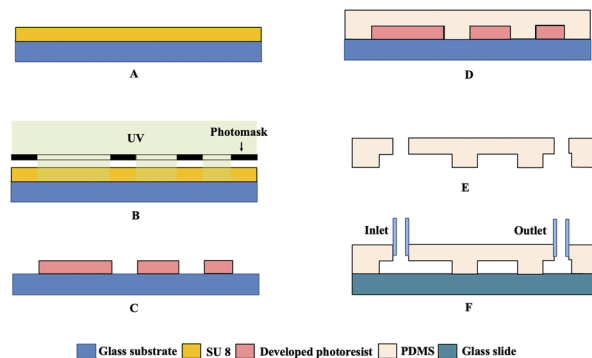 A
UV
Photomask
B
C
D
E
Inlet
Outlet
F
Glass substrate
SU 8
Developed photoresist
PDMS
Glass slide